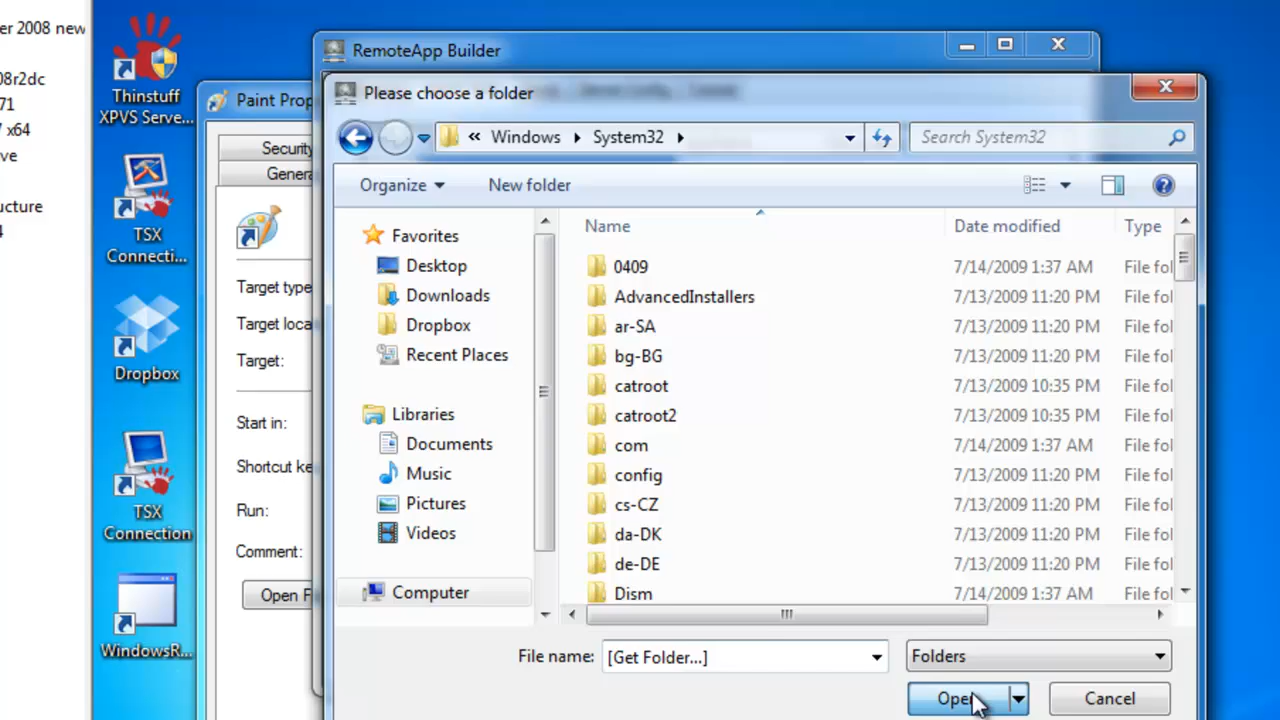 er 2008 new
08r2dc
71
7 x64
ve
ucture
4
Thinstuff
XPVS Serve...
TSX
Connecti...
Dropbox
TSX
Connection
WindowsR...
Paint Prop
Security
Genera
Target type
Target loca
Target:
Start in:
Shortcut ke
Run:
Comment:
Open F
RemoteApp Builder
Please choose a folder
« Windows System32
Search System32
Organize
New folder
Favorites
Desktop
Downloads
Dropbox
Recent Places
Libraries
Documents
Music
Pictures
Videos
Computer
Name Date modified Type
0409 7/14/2009 1:37 AM File fol
AdvancedInstallers 7/13/2009 11:20 PM File fol
ar-SA 7/13/2009 11:20 PM File fol
bg-BG 7/13/2009 11:20 PM File fol
catroot 7/13/2009 10:35 PM File fol
catroot2 7/13/2009 10:35 PM File fol
com 7/14/2009 1:37 AM File fol
config 7/13/2009 11:20 PM File fol
cs-CZ 7/13/2009 11:20 PM File fol
da-DK 7/13/2009 11:20 PM File fol
de-DE 7/13/2009 11:20 PM File fol
Dism 7/14/2009 1:37 AM File fol
File name: [Get Folder...] Folders
Open Cancel